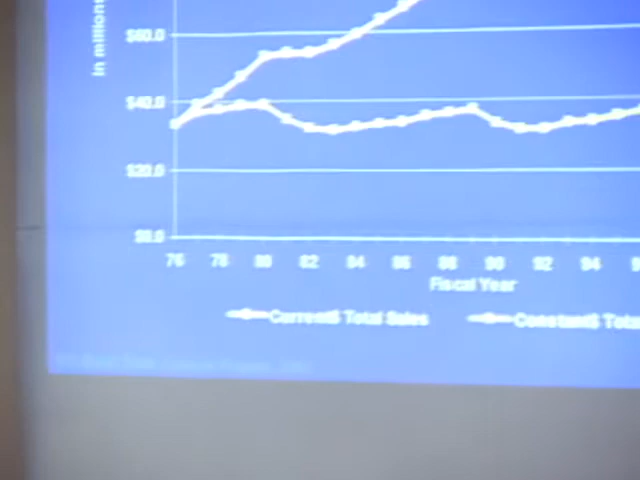 In millions
$60.0
$40.0
$20.0
$0.0
76 78 80 82 84 86 88 90 92 94
Fiscal Year
Current$ Total Sales Constant$ Total